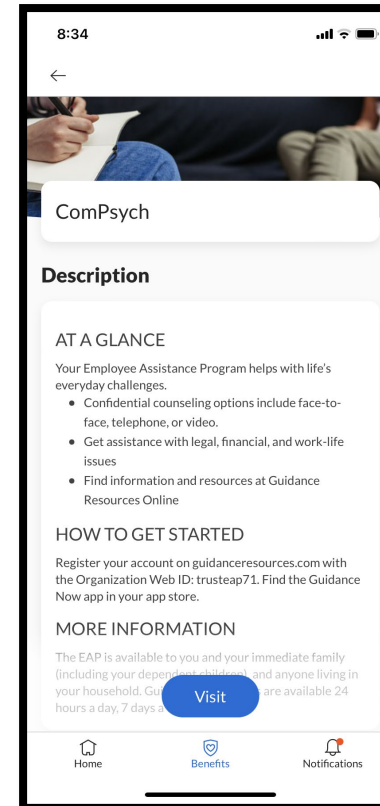 8:34
ComPsych
Description
AT A GLANCE
Your Employee Assistance Program helps with life's
everyday challenges.
• Confidential counseling options include face-to-
face, telephone, or video.
• Get assistance with legal, financial, and work-life
issues
• Find information and resources at Guidance
Resources Online
HOW TO GET STARTED
Register your account on guidanceresources.com with
the Organization Web ID: trusteap71. Find the Guidance
Now app in your app store.
MORE INFORMATION
The EAP is available to you and your immediate family
(including your dependent children), and anyone living in
your household. are available 24
hours a day, 7 days
Visit
Home
Benefits
Notifications